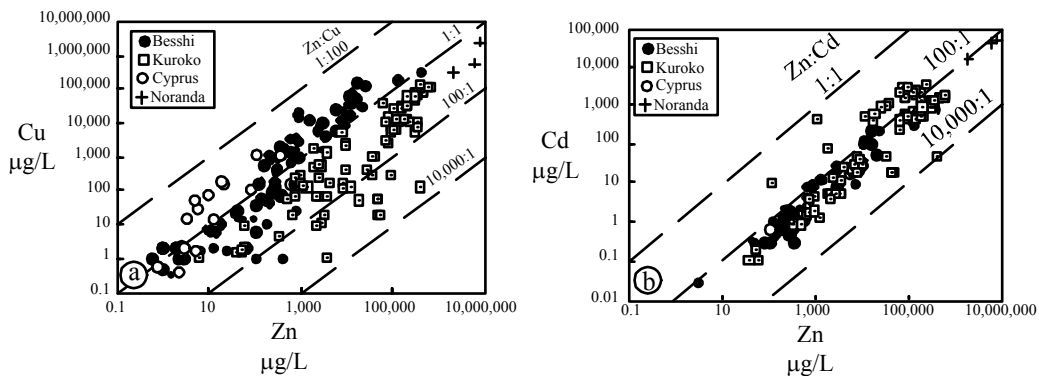 10,000,000
1,000,000
100,000
10,000
1,000
100
10
1
0.1
Cu
µg/L
Besshi
Kuroko
Cyprus
Noranda
Zn:Cu
1:100
1:1
100:1
10,000:1
a
0.1
10
1,000
100,000
10,000,000
Zn
µg/L
100,000
10,000
1,000
100
10
1
0.1
0.01
Cd
µg/L
Besshi
Kuroko
Cyprus
Noranda
Zn:Cd
1:1
100:1
10,000:1
b
0.1
10
1,000
100,000
10,000,000
Zn
µg/L